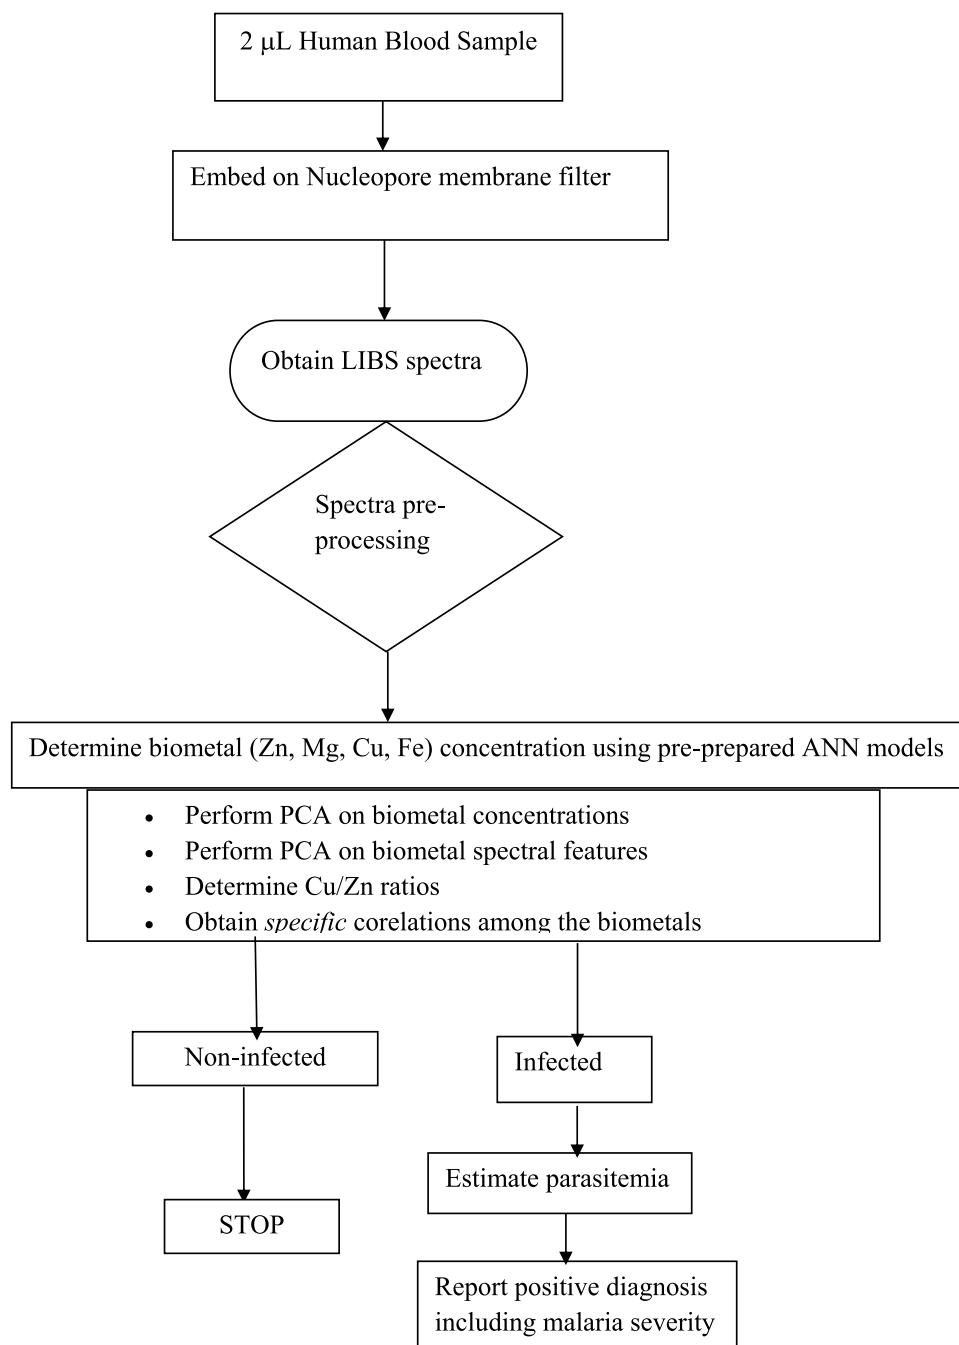 2 μL Human Blood Sample
Embed on Nucleopore membrane filter
Obtain LIBS spectra
Spectra pre-
processing
Determine biometal (Zn, Mg, Cu, Fe) concentration using pre-prepared ANN models
• Perform PCA on biometal concentrations
• Perform PCA on biometal spectral features
• Determine Cu/Zn ratios
• Obtain specific corelations among the biometals
Non-infected
Infected
Estimate parasitemia
STOP
Report positive diagnosis
including malaria severity